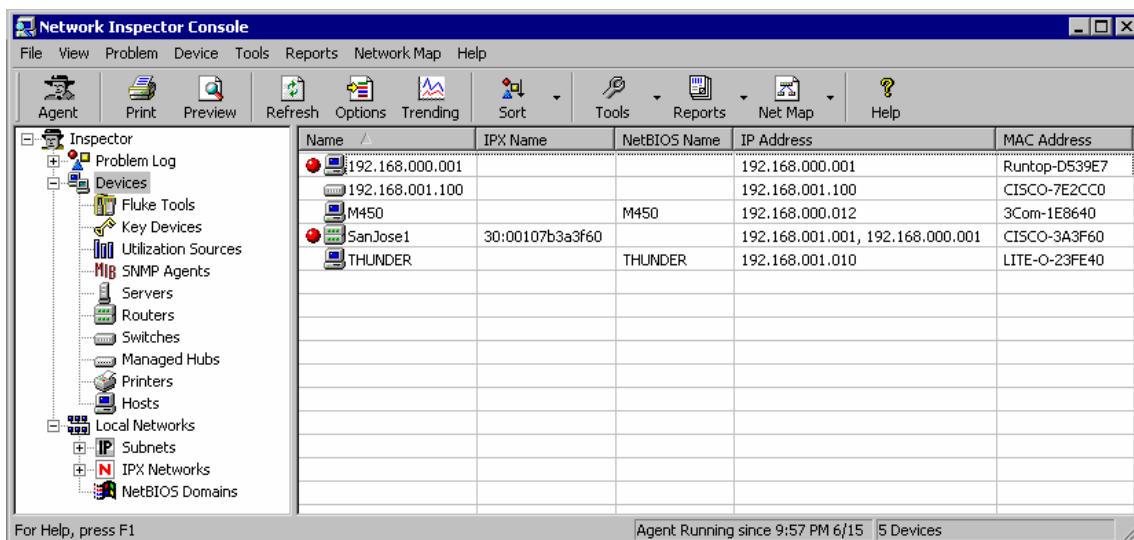 Network Inspector Console
File View Problem Device Tools Reports Network Map Help
Agent Print Preview Refresh Options Trending Sort Tools Reports Net Map Help
Inspector
Problem Log
Devices
Fluke Tools
Key Devices
Utilization Sources
MIB SNMP Agents
Servers
Routers
Switches
Managed Hubs
Printers
Hosts
Local Networks
IP Subnets
N IPX Networks
NetBIOS Domains
Name IPX Name NetBIOS Name IP Address MAC Address
192.168.000.001 192.168.000.001 Runtop-D539E7
192.168.001.100 192.168.001.100 CISCO-7E2CC0
M450 M450 192.168.000.012 3Com-1E8640
SanJose1 30:00107b3a3f60 192.168.001.001, 192.168.000.001 CISCO-3A3F60
THUNDER THUNDER 192.168.001.010 LITE-O-23FE40
For Help, press F1 Agent Running since 9:57 PM 6/15 5 Devices